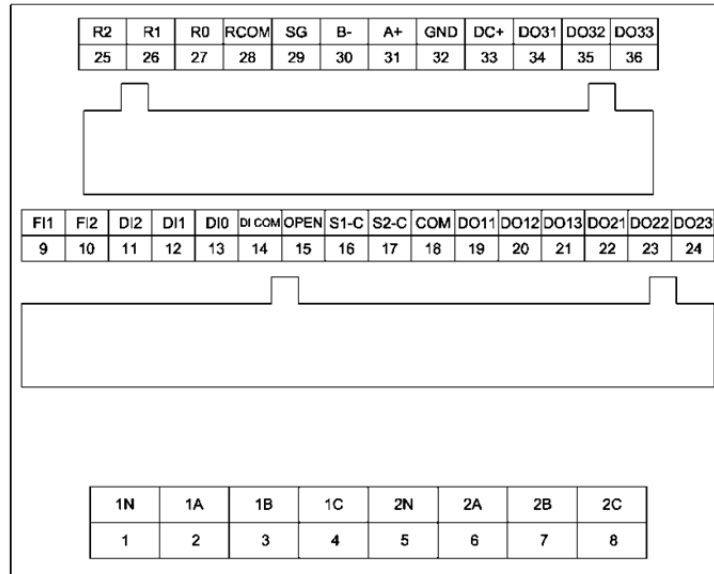 R2 R1 R0 RCOM SG B- A+ GND DC+ DO31 DO32 DO33
25 26 27 28 29 30 31 32 33 34 35 36
FI1 FI2 DI2 DI1 DI0 DI COM OPEN S1-C S2-C COM DO11 DO12 DO13 DO21 DO22 DO23
9 10 11 12 13 14 15 16 17 18 19 20 21 22 23 24
1N 1A 1B 1C 2N 2A 2B 2C
1 2 3 4 5 6 7 8